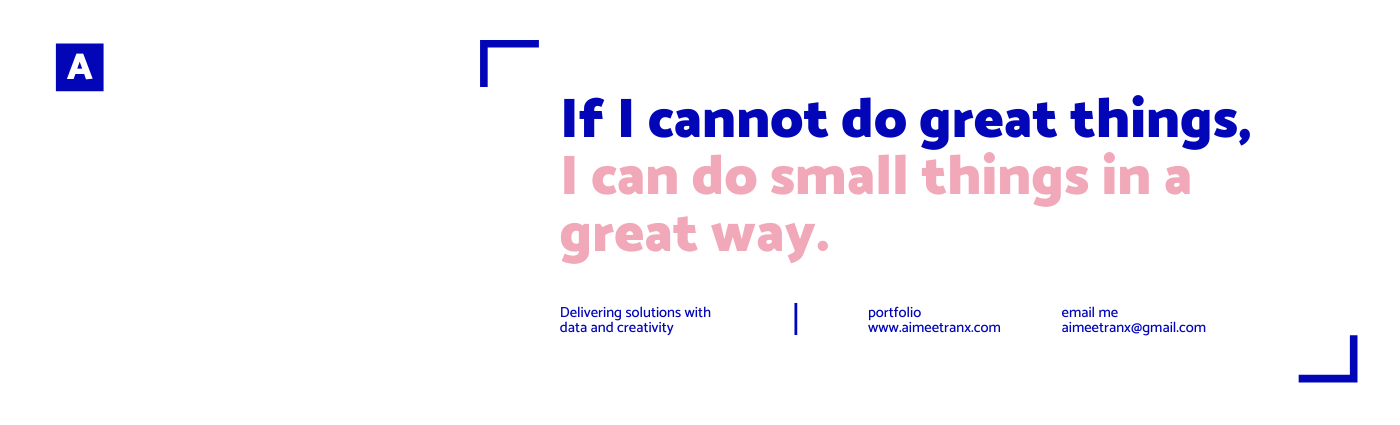 A
If I cannot do great things,
I can do small things in a
great way.
Delivering solutions with
data and creativity
portfolio
www.aimeetranx.com
email me
aimeetranx@gmail.com